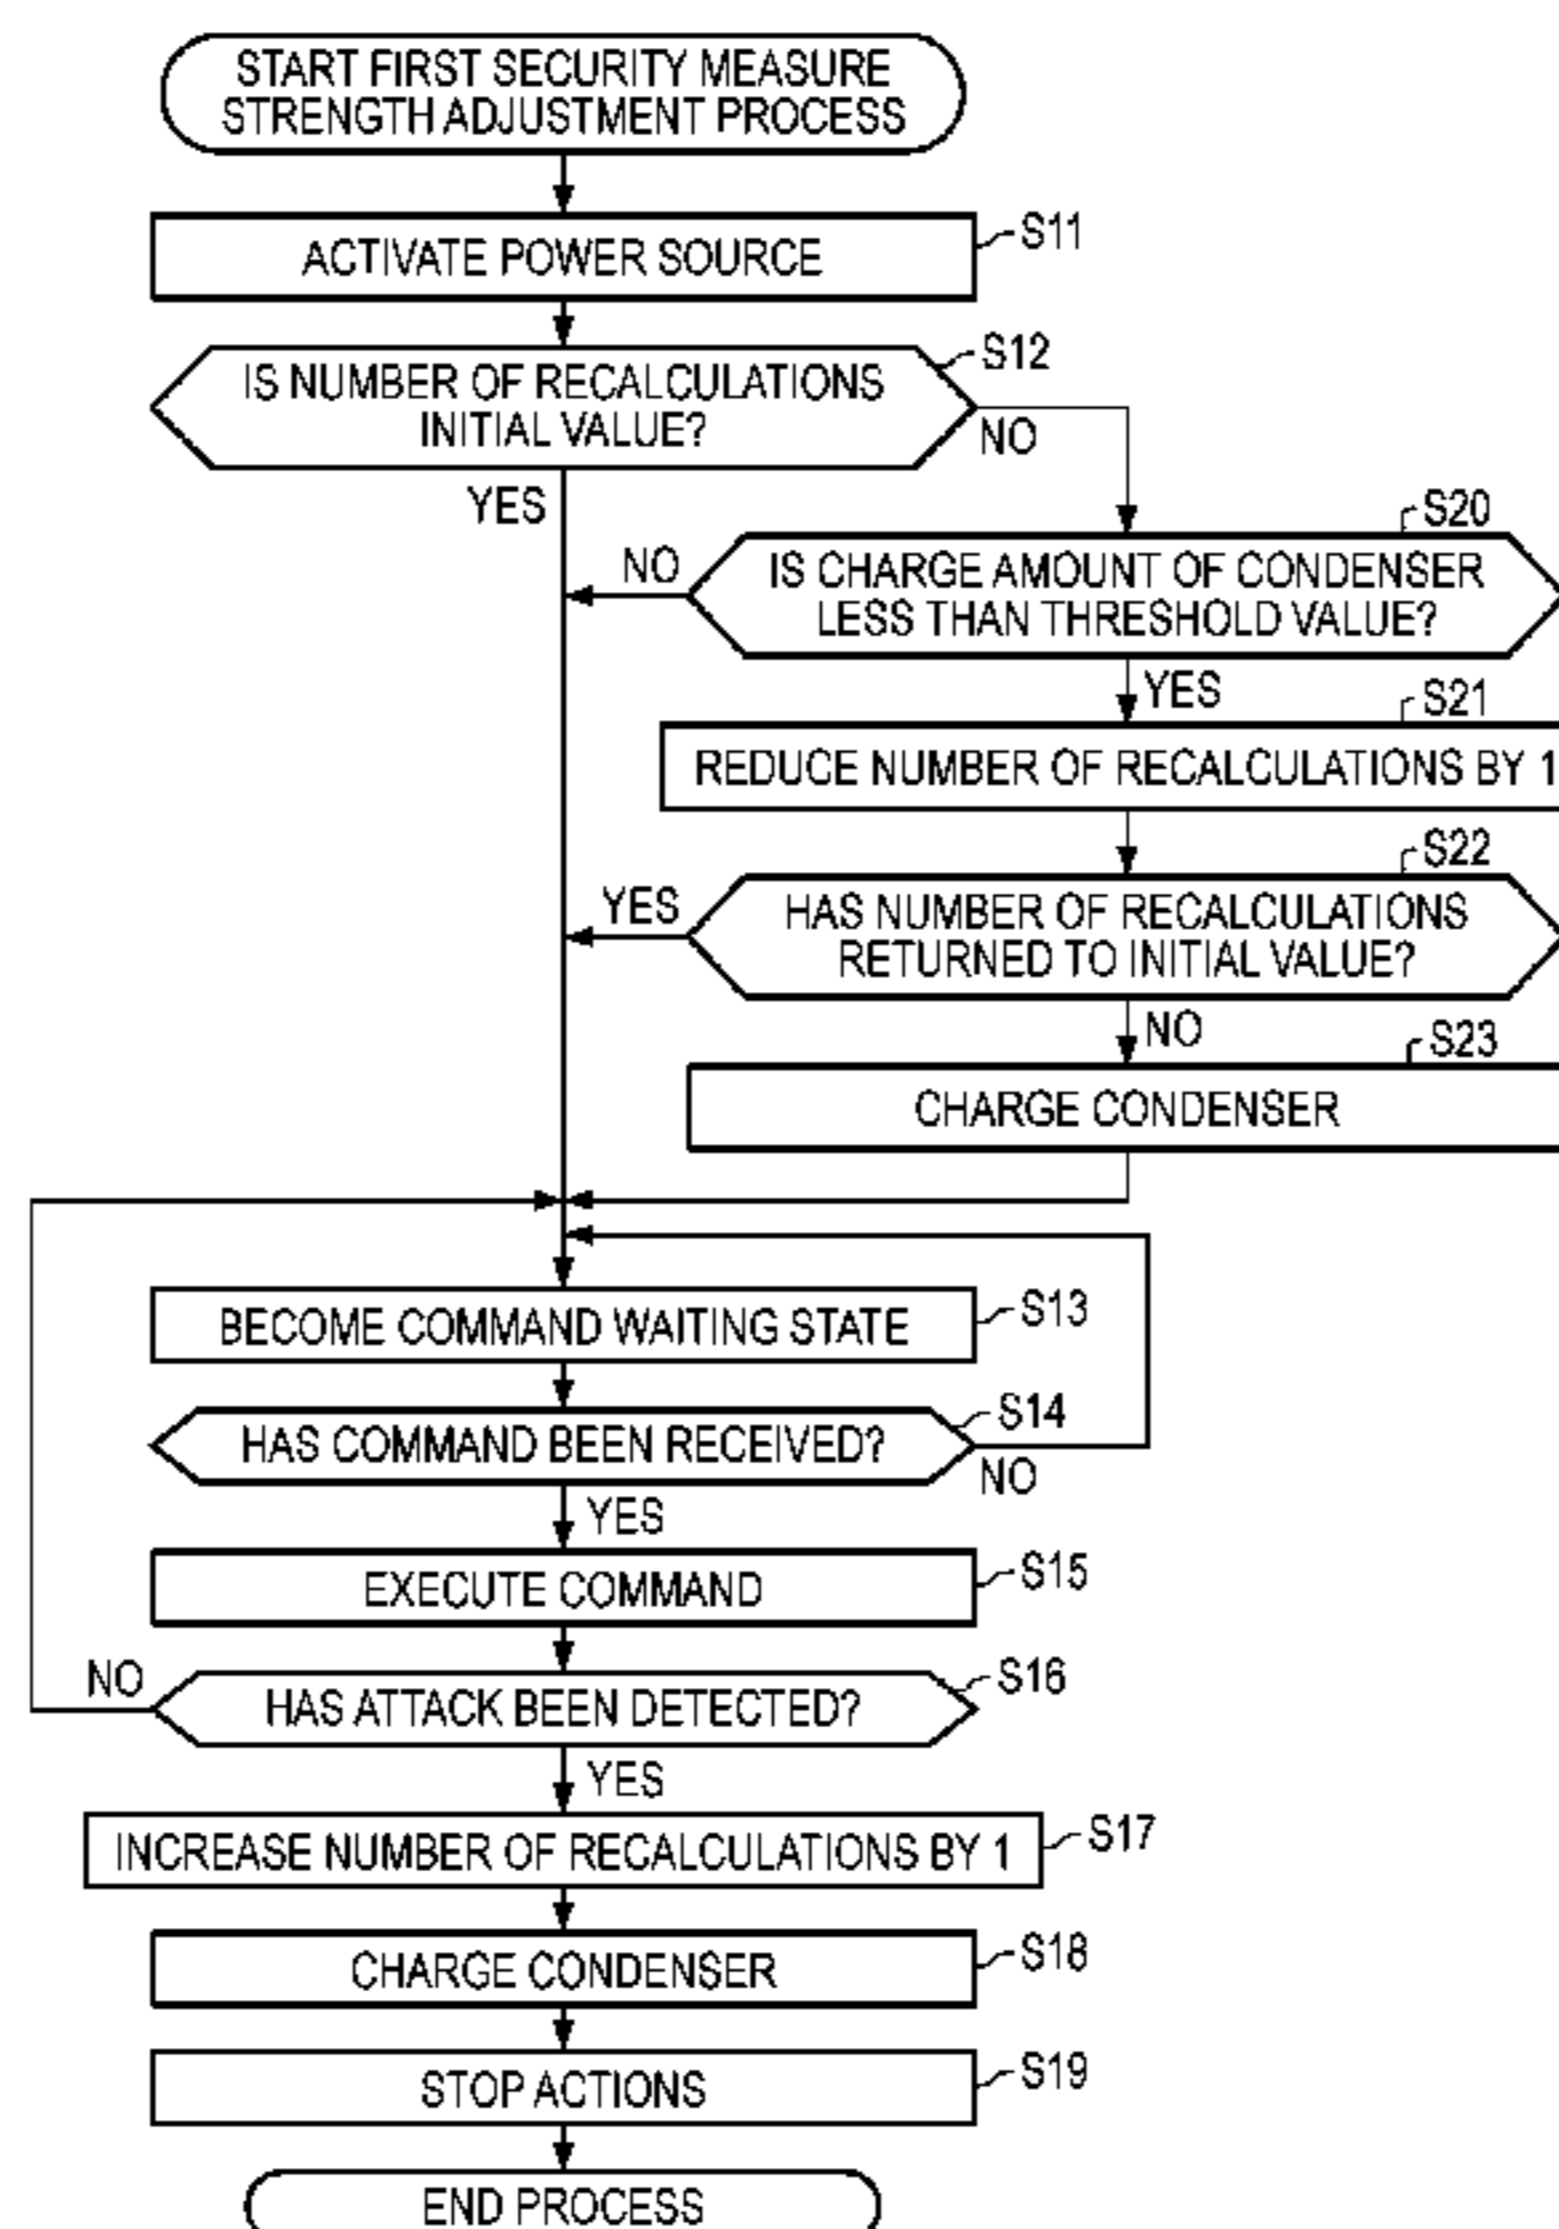 START FIRST SECURITY MEASURE
STRENGTH ADJUSTMENT PROCESS
ACTIVATE POWER SOURCE
S11
IS NUMBER OF RECALCULATIONS
INITIAL VALUE?
S12
NO
YES
S20
IS CHARGE AMOUNT OF CONDENSER
LESS THAN THRESHOLD VALUE?
NO
YES
S21
REDUCE NUMBER OF RECALCULATIONS BY 1
S22
HAS NUMBER OF RECALCULATIONS
RETURNED TO INITIAL VALUE?
YES
NO
S23
CHARGE CONDENSER
BECOME COMMAND WAITING STATE
S13
HAS COMMAND BEEN RECEIVED?
S14
NO
YES
EXECUTE COMMAND
S15
HAS ATTACK BEEN DETECTED?
S16
NO
YES
INCREASE NUMBER OF RECALCULATIONS BY 1
S17
CHARGE CONDENSER
S18
STOP ACTIONS
S19
END PROCESS